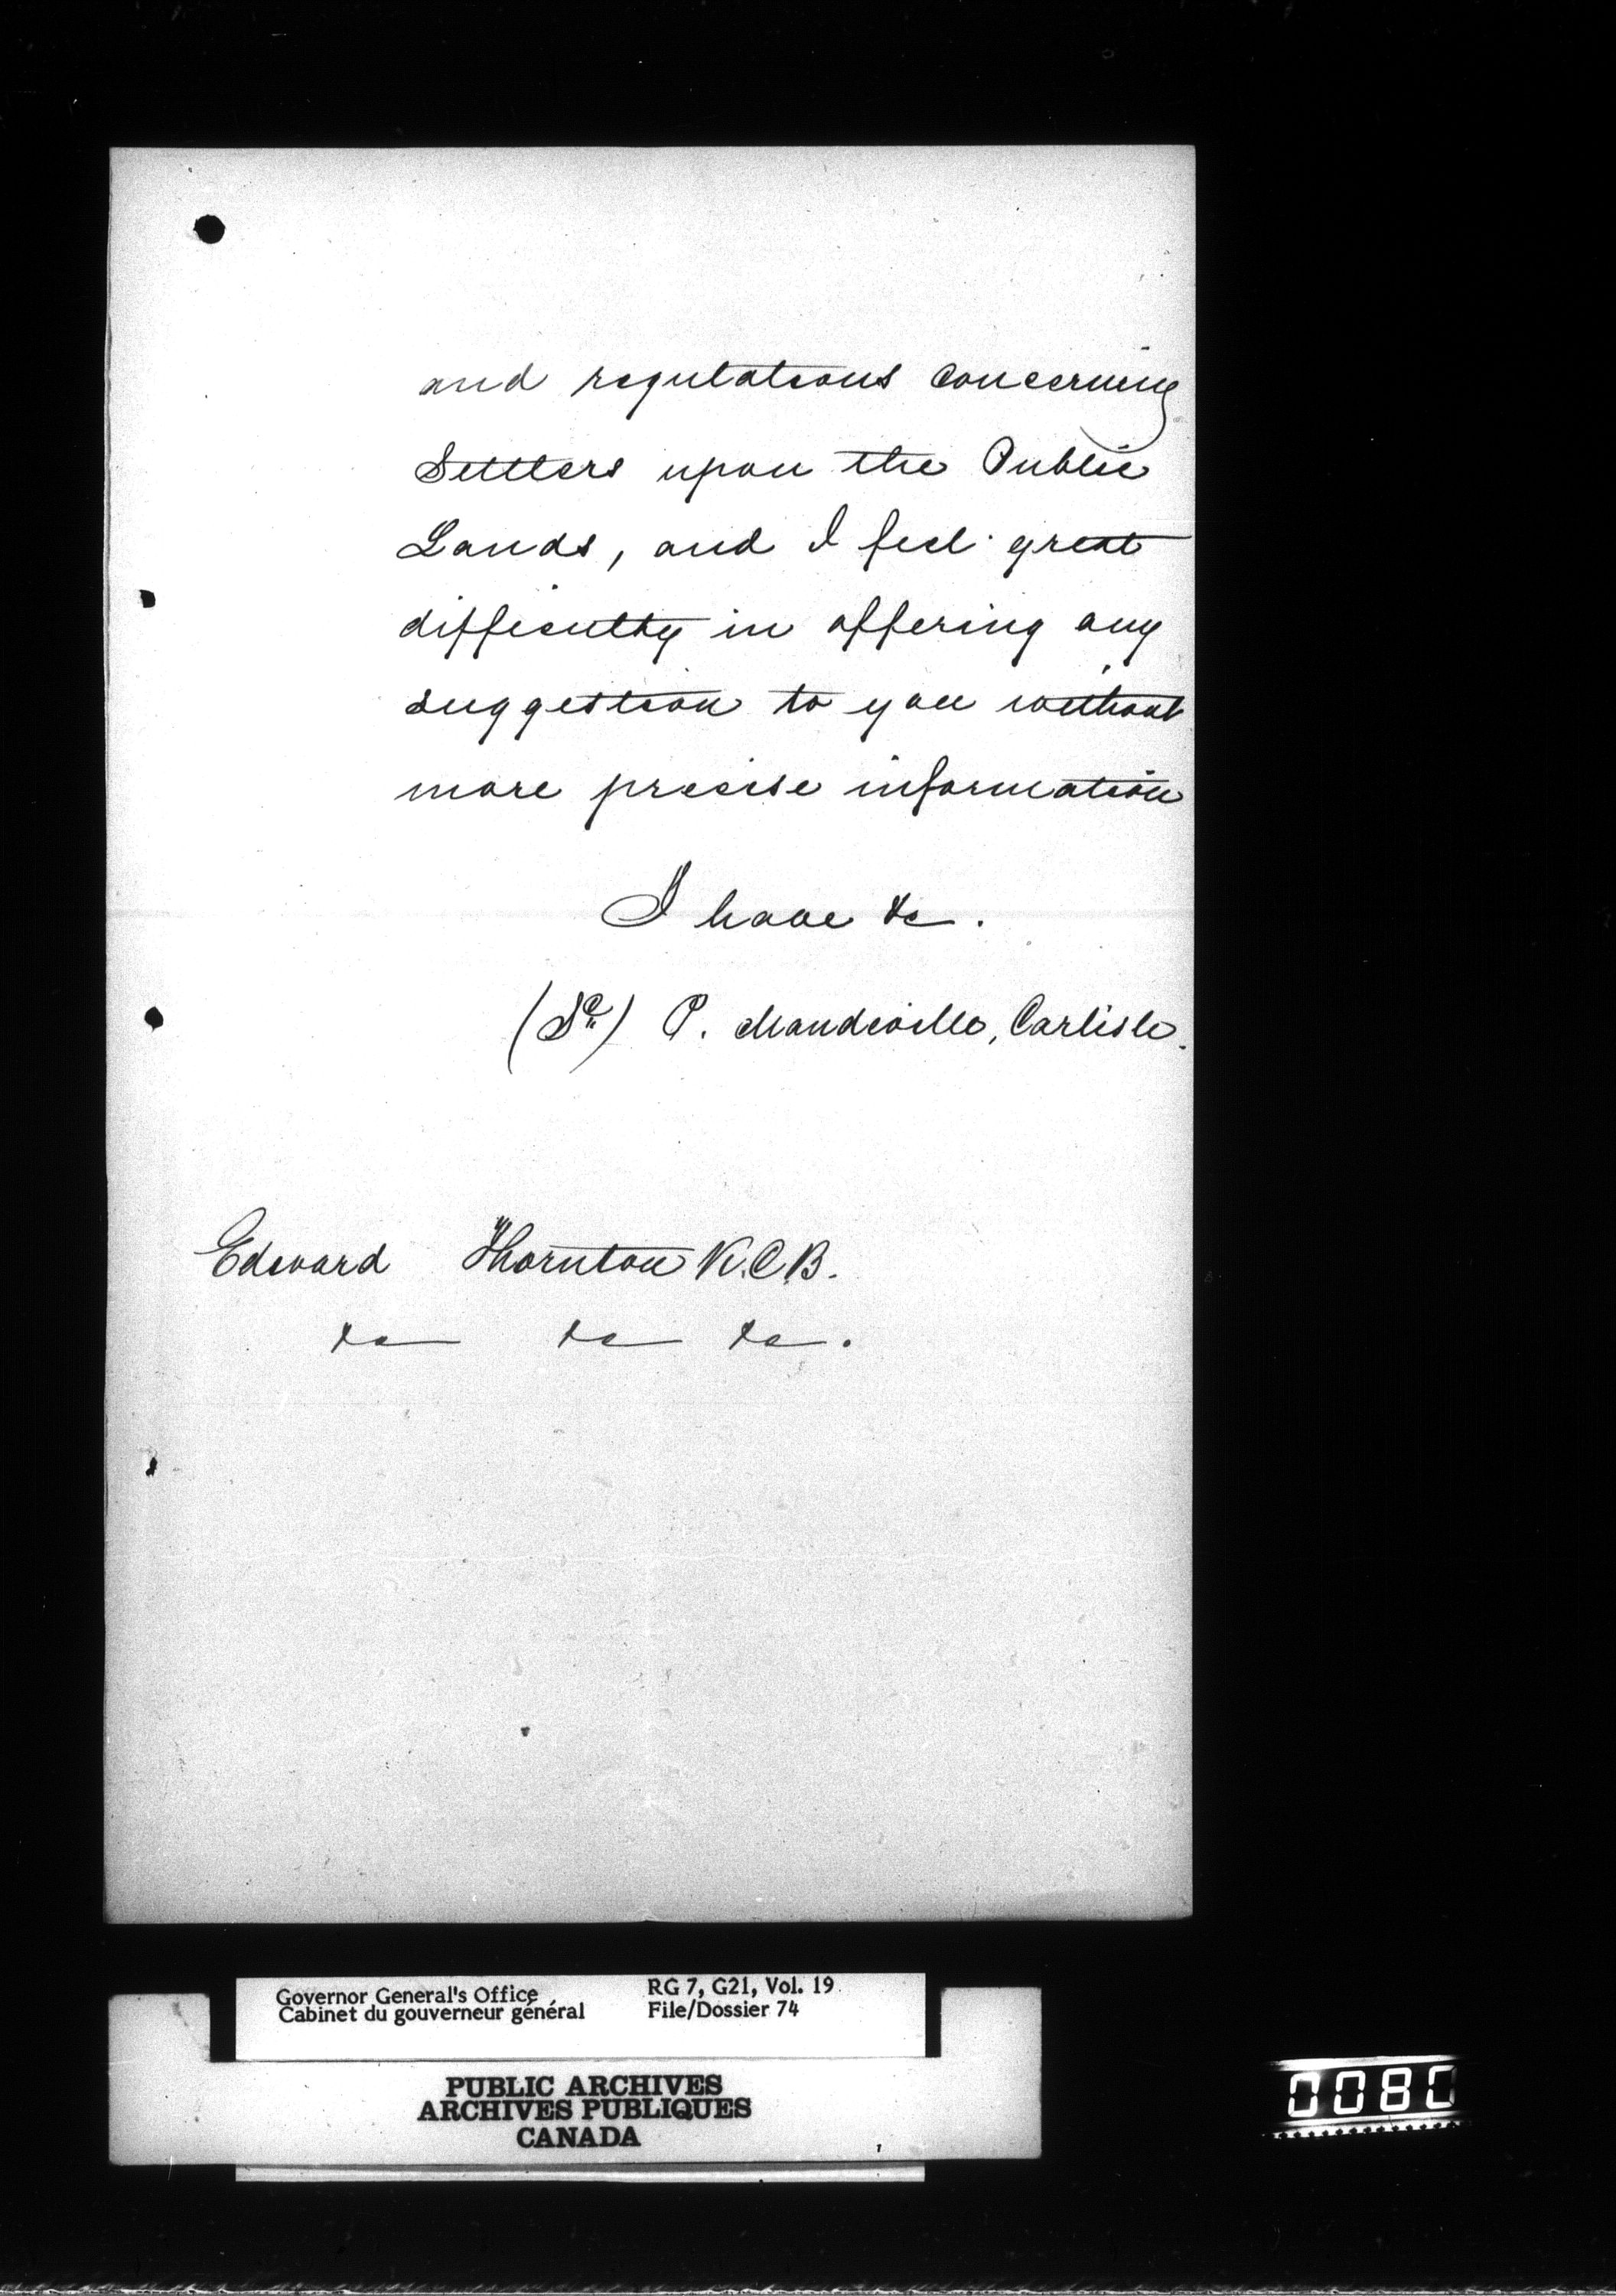 and regulations concerning
Settlers upon the Public
Lands, and I feel great
difficulty in offering any
suggestion to you without
more precise information
I have &c.
(Sd) P. Mandeville, Carlisle.
Edward Thornton K.C.B.
&c &c &c.
Governor General's Office RG 7, G21, Vol. 19
Cabinet du gouverneur général File/Dossier 74
PUBLIC ARCHIVES
ARCHIVES PUBLIQUES
CANADA
0080